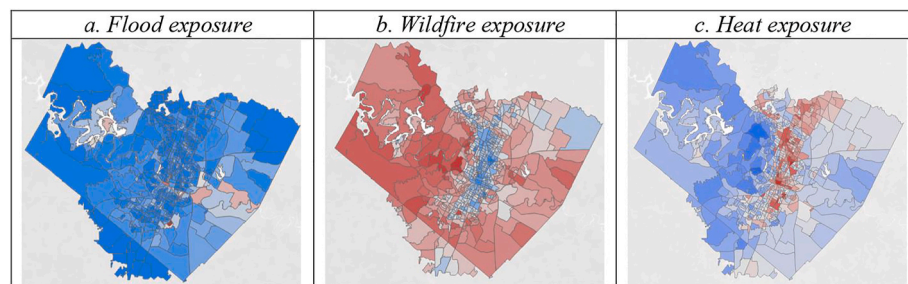 a. Flood exposure
b. Wildfire exposure
c. Heat exposure